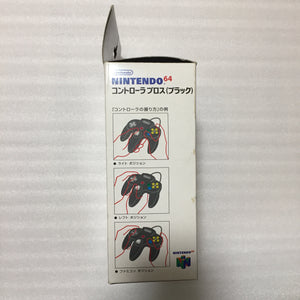 Nintendo
NINTENDO64
コントローラ ブロス(ブラック)
『コントローラの握り方』の例
● ライト ポジション
● レフト ポジション
● ファミコン ポジション
NINTENDO64